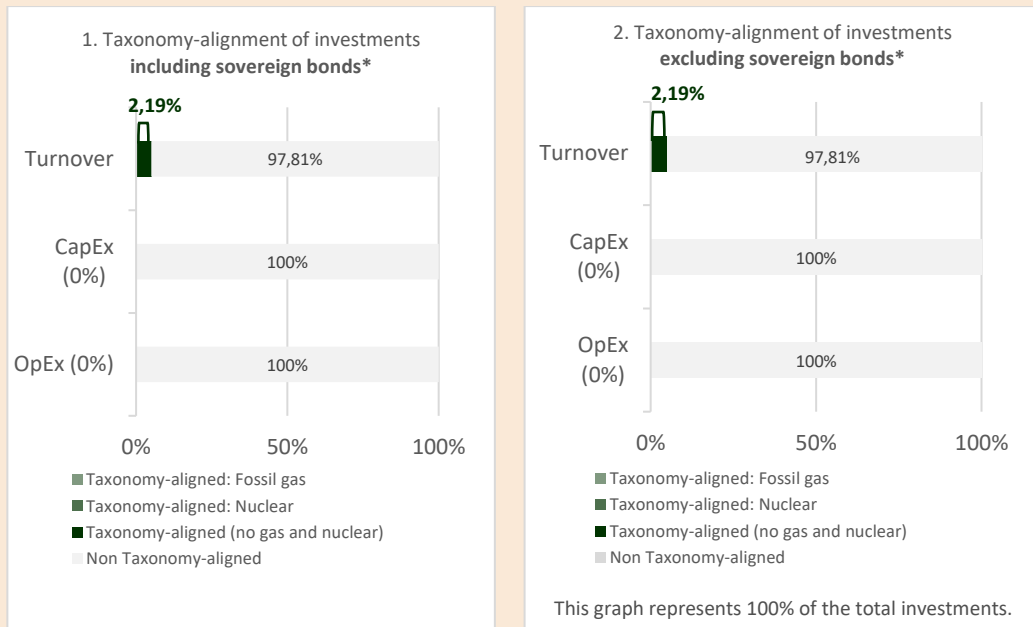 1. Taxonomy-alignment of investments
including sovereign bonds*
2,19%
Turnover
97,81%
CapEx
(0%)
100%
OpEx (0%)
100%
0%
50%
100%
Taxonomy-aligned: Fossil gas
Taxonomy-aligned: Nuclear
Taxonomy-aligned (no gas and nuclear)
Non Taxonomy-aligned
2. Taxonomy-alignment of investments
excluding sovereign bonds*
2,19%
Turnover
97,81%
CapEx
(0%)
100%
OpEx
(0%)
100%
0%
50%
100%
Taxonomy-aligned: Fossil gas
Taxonomy-aligned: Nuclear
Taxonomy-aligned (no gas and nuclear)
Non Taxonomy-aligned
This graph represents 100% of the total investments.